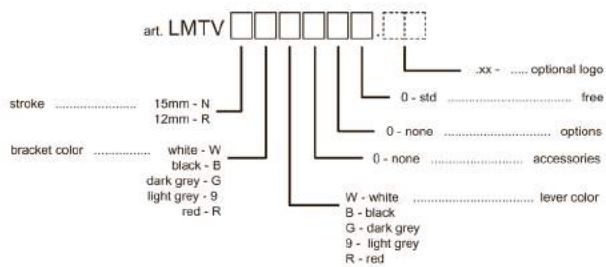 art. LMTV
.xx - ..... optional logo
stroke ........................ 15mm - N
12mm - R
0 - std ........................ free
0 - none ........................ options
bracket color ................ white - W
black - B
dark grey - G
light grey - 9
red - R
0 - none ........................ accessories
W - white ........................ lever color
B - black
G - dark grey
9 - light grey
R - red